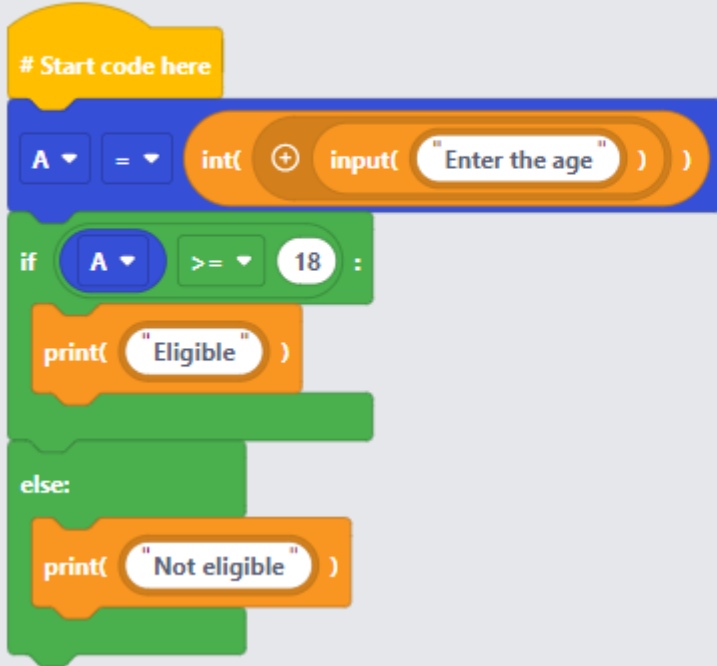 # Start code here
A = int( input( "Enter the age" ) )
if A >= 18 :
print( "Eligible" )
else:
print( "Not eligible" )